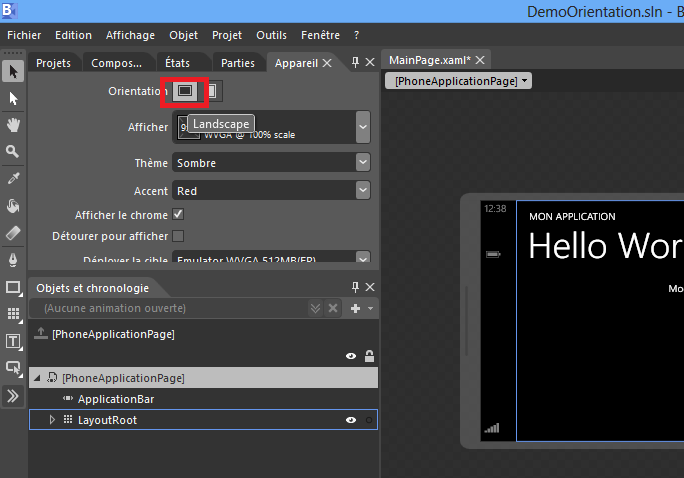 B
DemoOrientation.sln - B
Fichier Edition Affichage Objet Projet Outils Fenêtre ?
Projets Compos... États Parties Appareil
MainPage.xaml*
[PhoneApplicationPage]
Orientation
Landscape
Afficher
WVGA @ 100% scale
Thème Sombre
Accent Red
Afficher le chrome
Détourer pour afficher
Déployer la cible Emulator WVGA 512MB(FR)
12:38
MON APPLICATION
Hello Wor
Mo
Objets et chronologie
(Aucune animation ouverte)
[PhoneApplicationPage]
[PhoneApplicationPage]
ApplicationBar
LayoutRoot